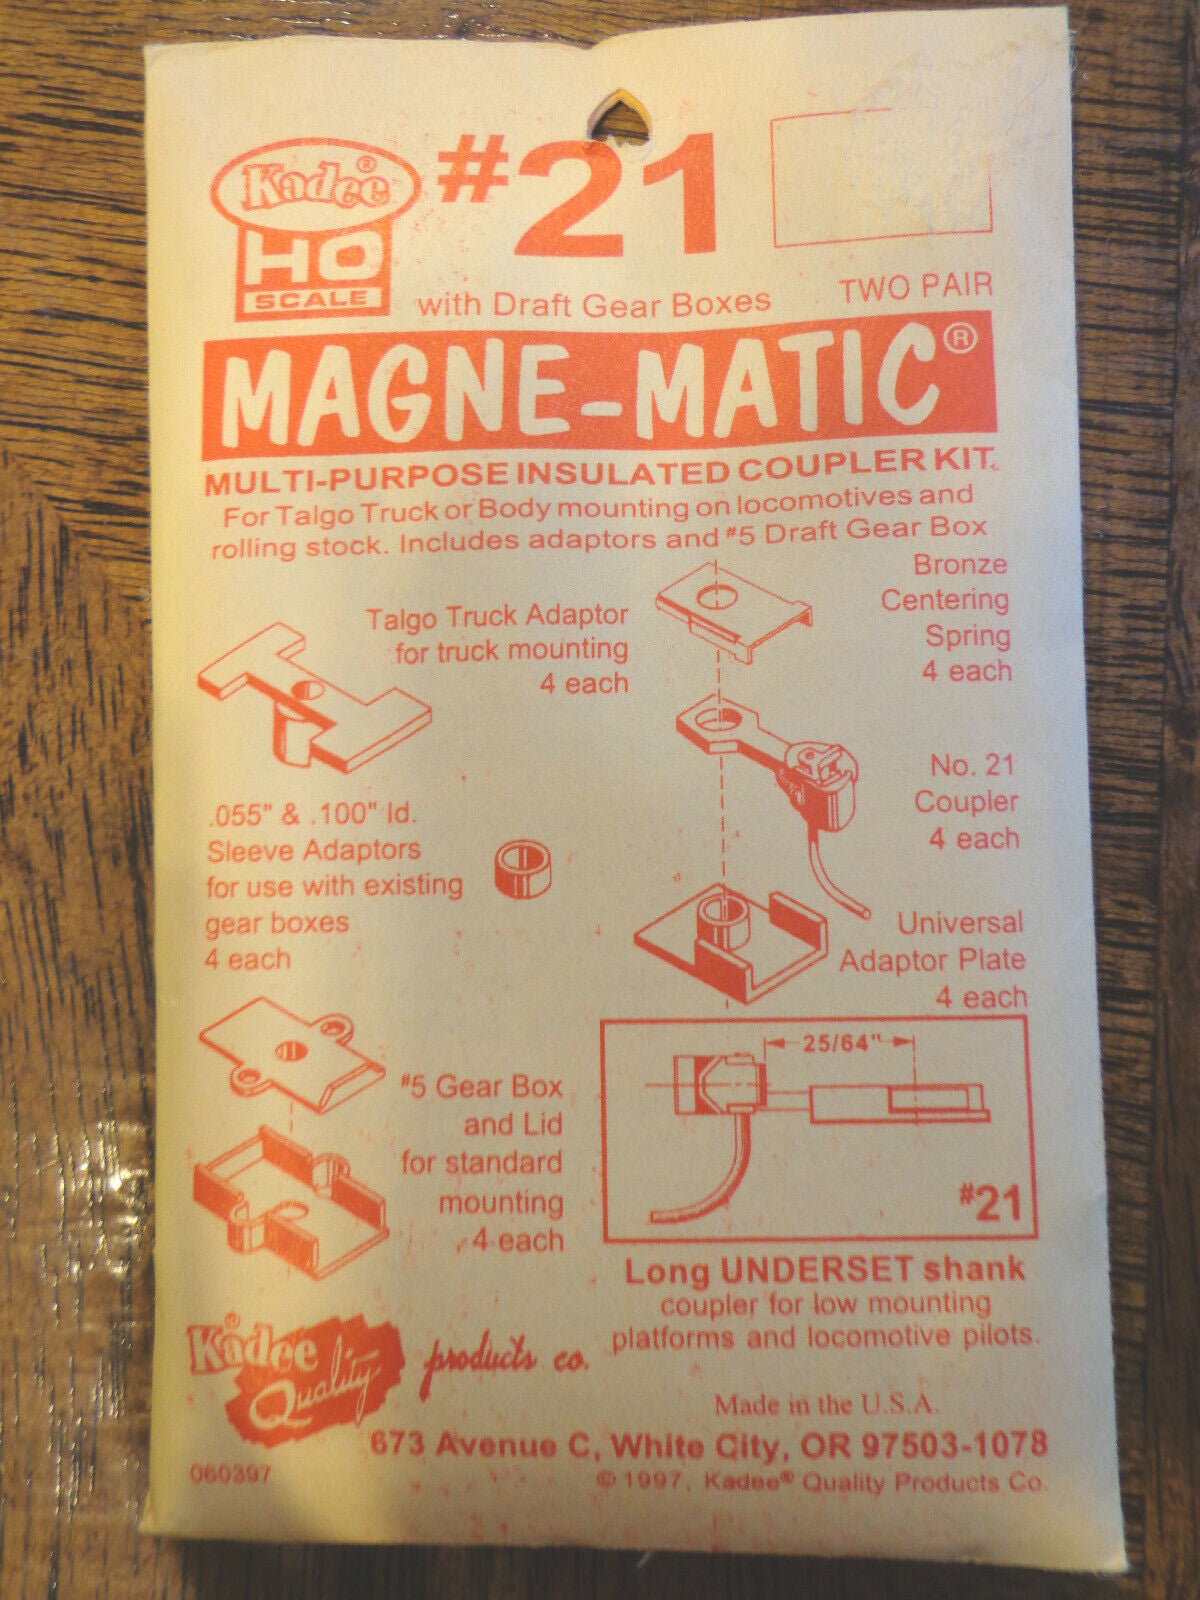 Kadee®
HO
SCALE
#21
with Draft Gear Boxes
TWO PAIR
MAGNE-MATIC®
MULTI-PURPOSE INSULATED COUPLER KIT.
For Talgo Truck or Body mounting on locomotives and
rolling stock. Includes adaptors and #5 Draft Gear Box
Talgo Truck Adaptor
for truck mounting
4 each
Bronze
Centering
Spring
4 each
No. 21
Coupler
4 each
.055" & .100" Id.
Sleeve Adaptors
for use with existing
gear boxes
4 each
Universal
Adaptor Plate
4 each
#5 Gear Box
and Lid
for standard
mounting
4 each
25/64"
#21
Long UNDERSET shank
coupler for low mounting
platforms and locomotive pilots.
Kadee®
Quality
products co.
Made in the U.S.A.
673 Avenue C, White City, OR 97503-1078
060397
© 1997, Kadee® Quality Products Co.